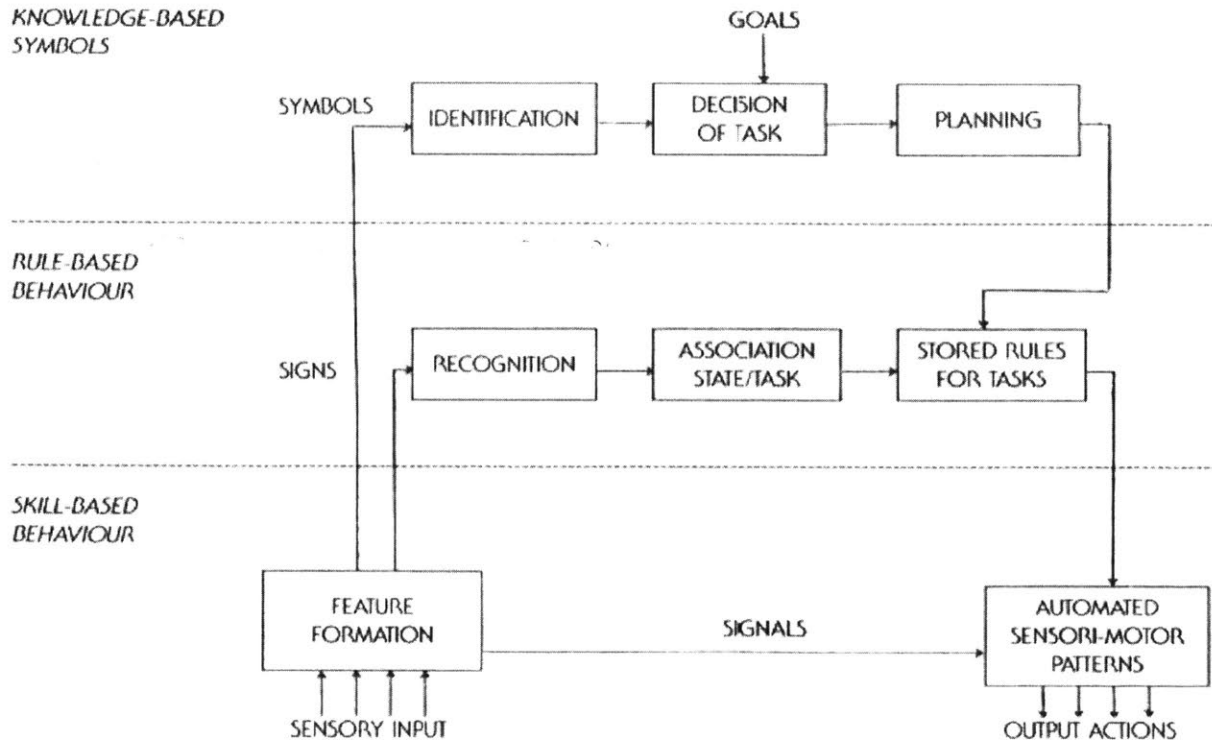 KNOWLEDGE-BASED
SYMBOLS
GOALS
SYMBOLS
IDENTIFICATION
DECISION
OF TASK
PLANNING
RULE-BASED
BEHAVIOUR
SIGNS
RECOGNITION
ASSOCIATION
STATE/TASK
STORED RULES
FOR TASKS
SKILL-BASED
BEHAVIOUR
FEATURE
FORMATION
SIGNALS
AUTOMATED
SENSORI-MOTOR
PATTERNS
SENSORY INPUT
OUTPUT ACTIONS